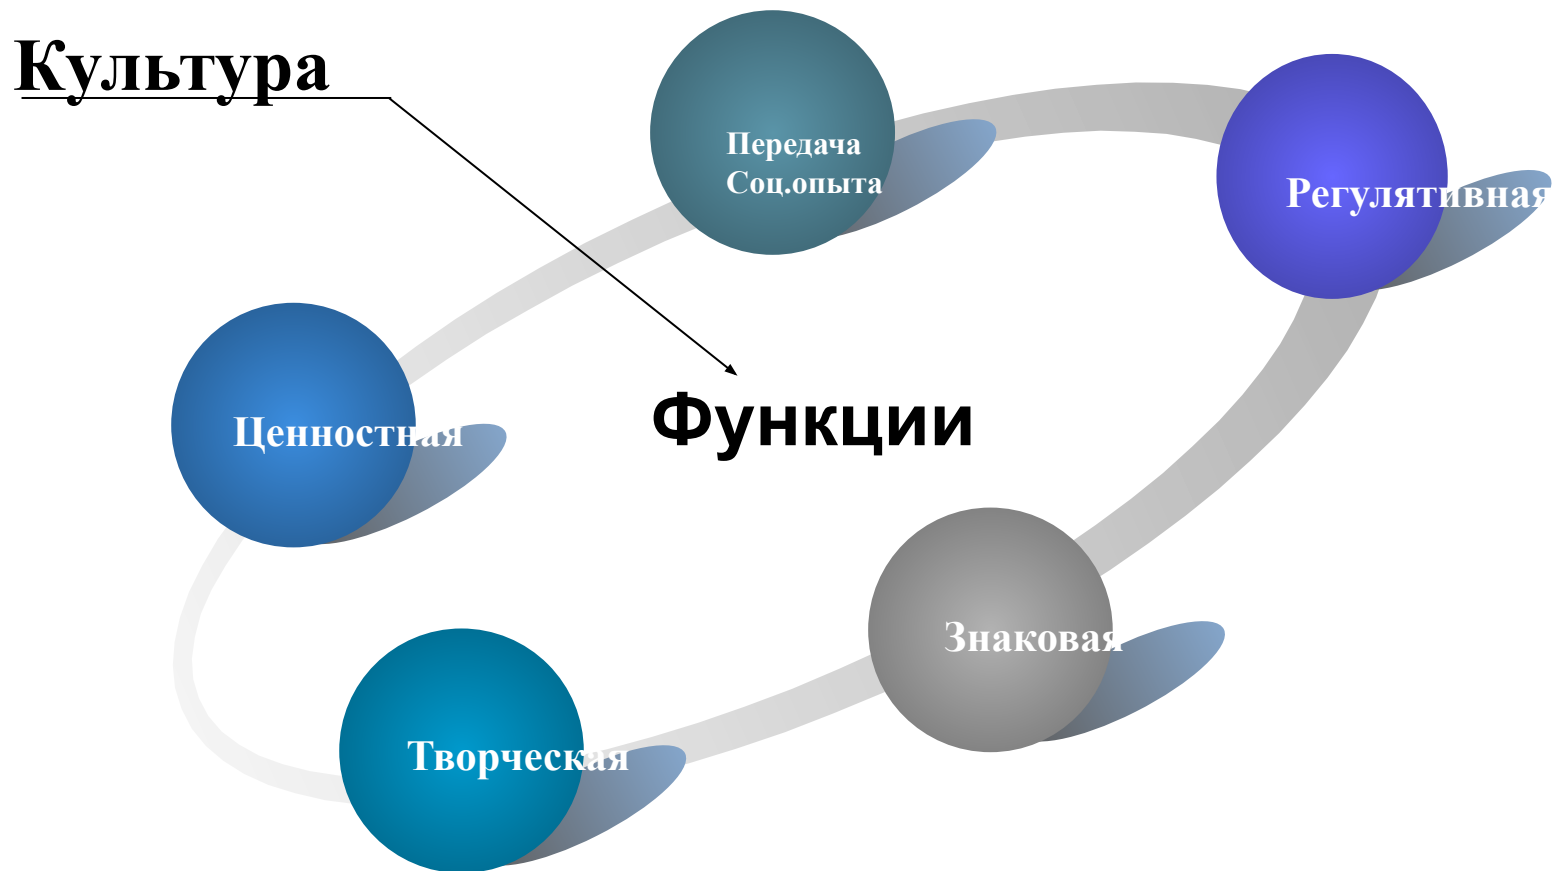 Культура
Передача
Соц.опыта
Регулятивная
Ценностная
Функции
Знаковая
Творческая